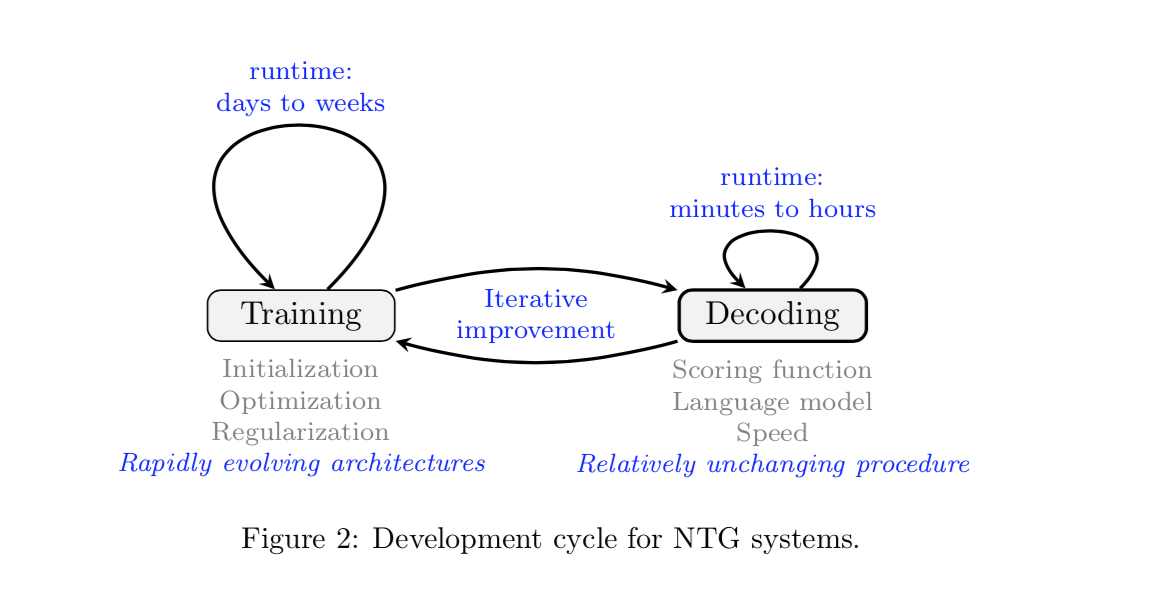 runtime:
days to weeks
runtime:
minutes to hours
Training
Iterative
improvement
Decoding
Initialization
Optimization
Regularization
Rapidly evolving architectures
Scoring function
Language model
Speed
Relatively unchanging procedure
Figure 2: Development cycle for NTG systems.